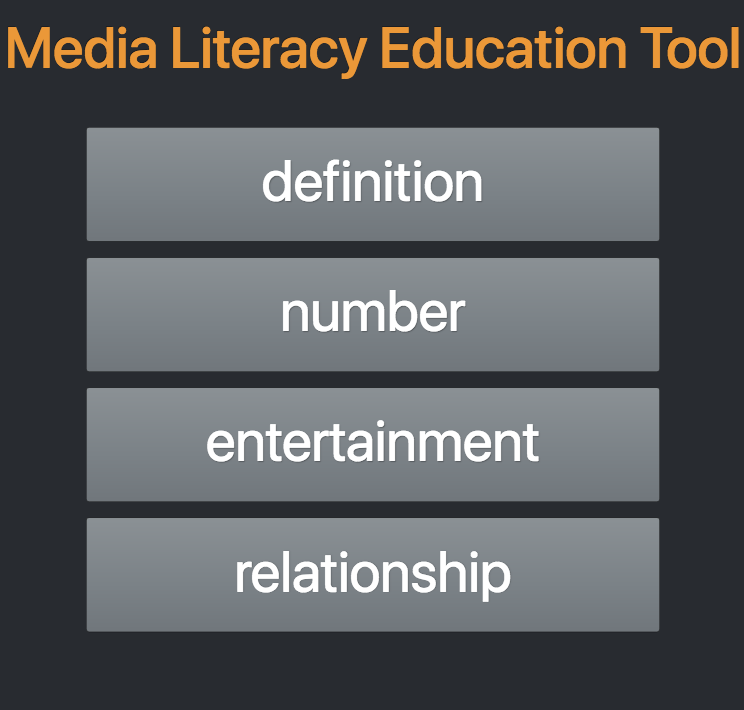 Media Literacy Education Tool
definition
number
entertainment
relationship